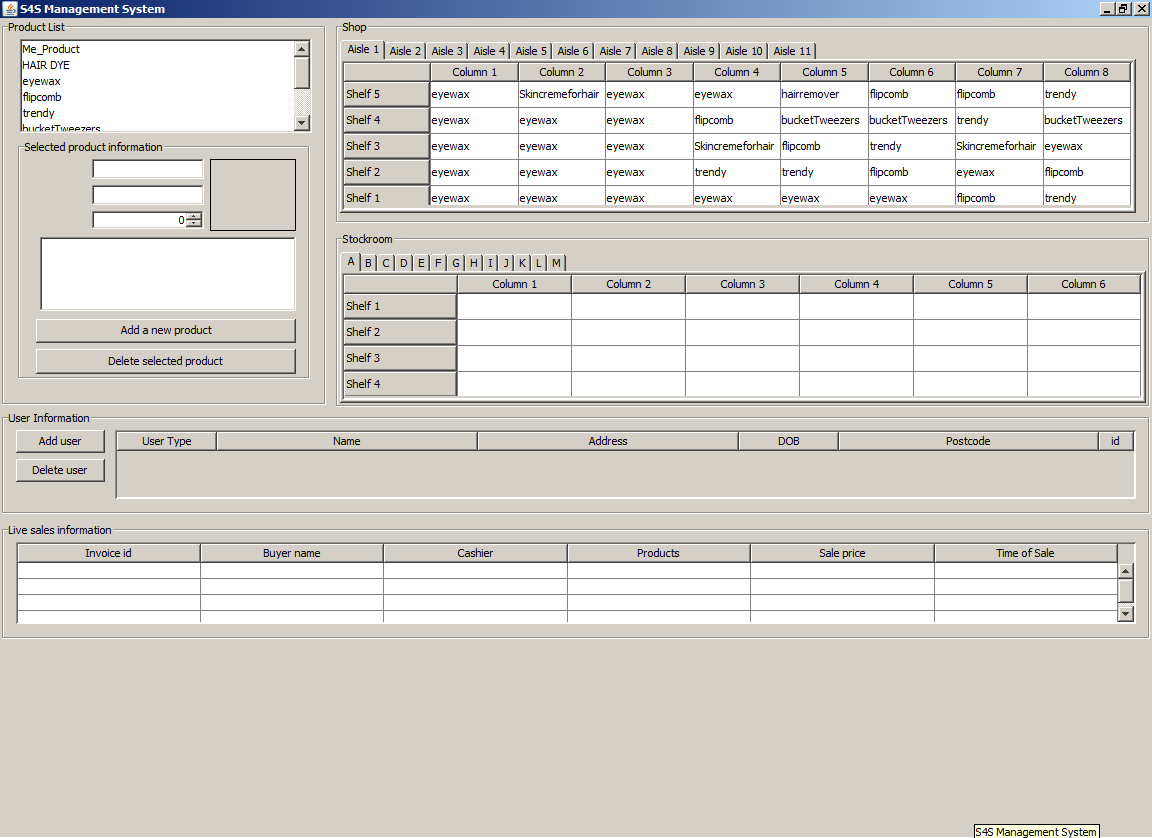 S4S Management System
Product List
Me_Product
HAIR DYE
eyewax
flipcomb
trendy
bucketTweezers
Selected product information
0
Add a new product
Delete selected product
Shop
Aisle 1 Aisle 2 Aisle 3 Aisle 4 Aisle 5 Aisle 6 Aisle 7 Aisle 8 Aisle 9 Aisle 10 Aisle 11
Column 1 Column 2 Column 3 Column 4 Column 5 Column 6 Column 7 Column 8
Shelf 5 eyewax Skincremeforhair eyewax eyewax hairremover flipcomb flipcomb trendy
Shelf 4 eyewax eyewax eyewax flipcomb bucketTweezers bucketTweezers trendy bucketTweezers
Shelf 3 eyewax eyewax eyewax Skincremeforhair flipcomb trendy Skincremeforhair eyewax
Shelf 2 eyewax eyewax eyewax trendy trendy flipcomb eyewax flipcomb
Shelf 1 eyewax eyewax eyewax eyewax eyewax eyewax flipcomb trendy
Stockroom
A B C D E F G H I J K L M
Column 1 Column 2 Column 3 Column 4 Column 5 Column 6
Shelf 1
Shelf 2
Shelf 3
Shelf 4
User Information
Add user
Delete user
User Type Name Address DOB Postcode id
Live sales information
Invoice id Buyer name Cashier Products Sale price Time of Sale
S4S Management System